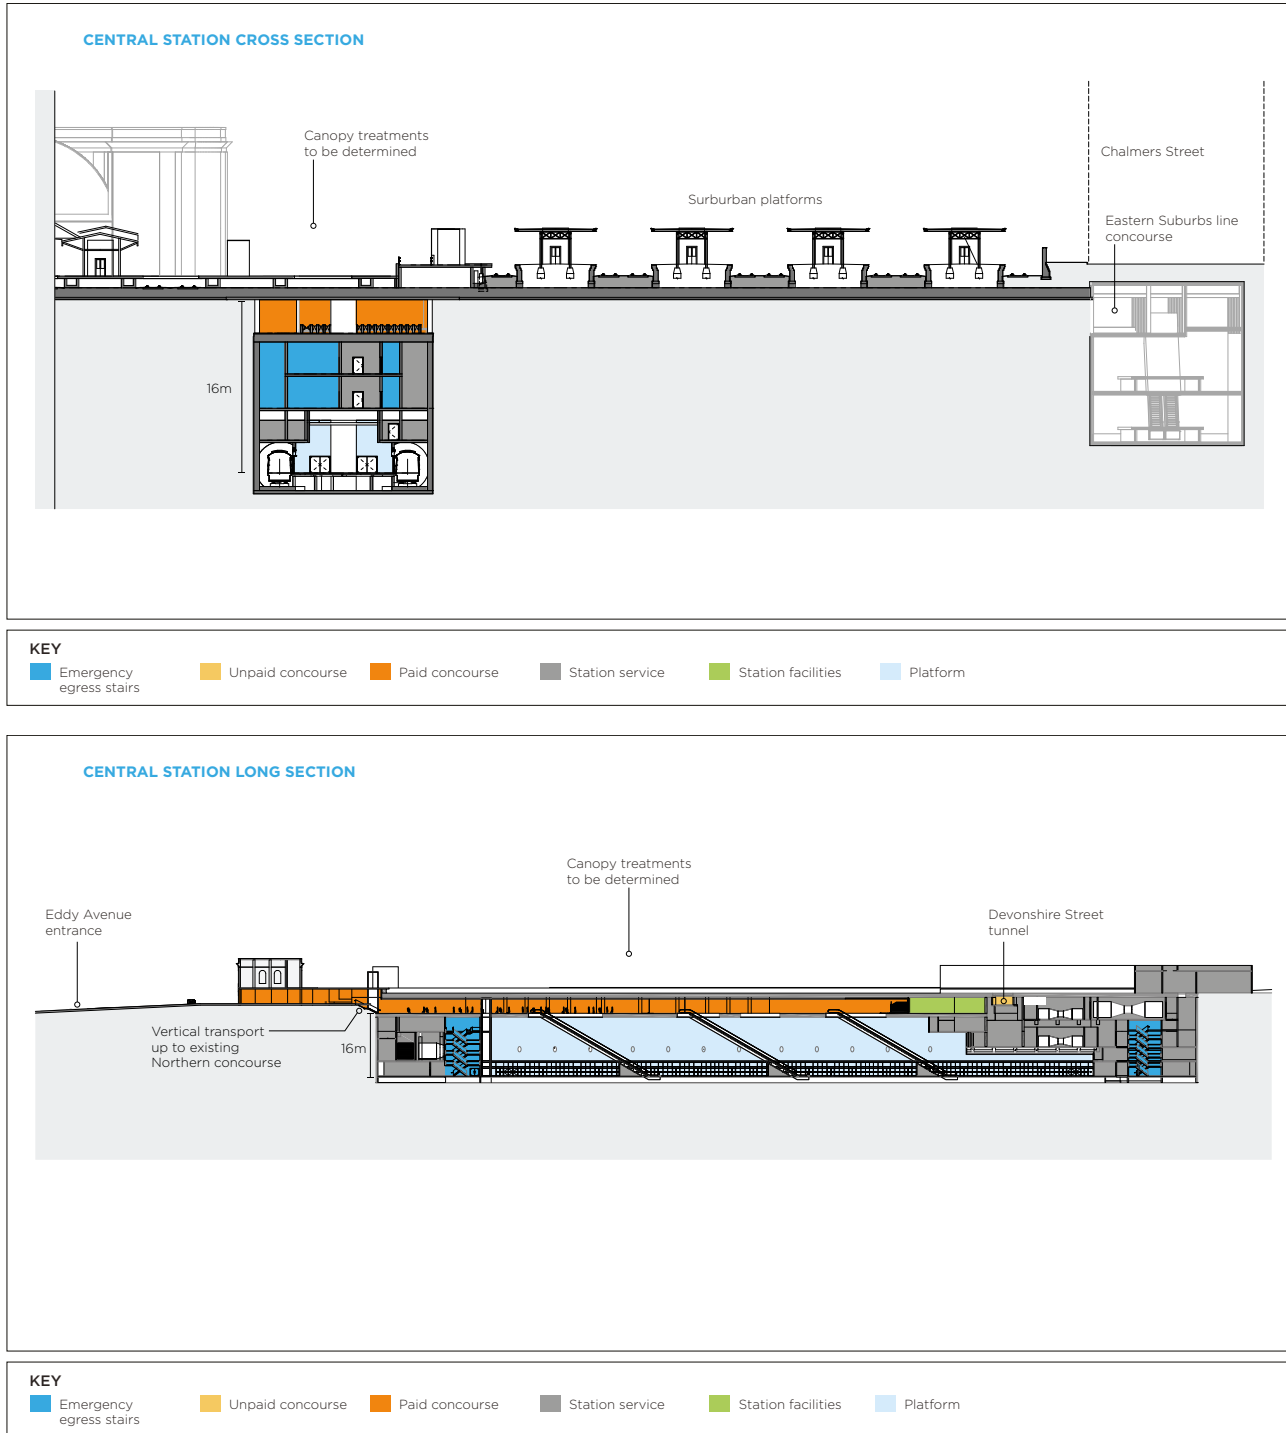 CENTRAL STATION CROSS SECTION
Canopy treatments
to be determined
Chalmers Street
Surburban platforms
Eastern Suburbs line
concourse
16m
KEY
Emergency
egress stairs
Unpaid concourse
Paid concourse
Station service
Station facilities
Platform
CENTRAL STATION LONG SECTION
Canopy treatments
to be determined
Eddy Avenue
entrance
Devonshire Street
tunnel
Vertical transport
up to existing
Northern concourse
16m
KEY
Emergency
egress stairs
Unpaid concourse
Paid concourse
Station service
Station facilities
Platform